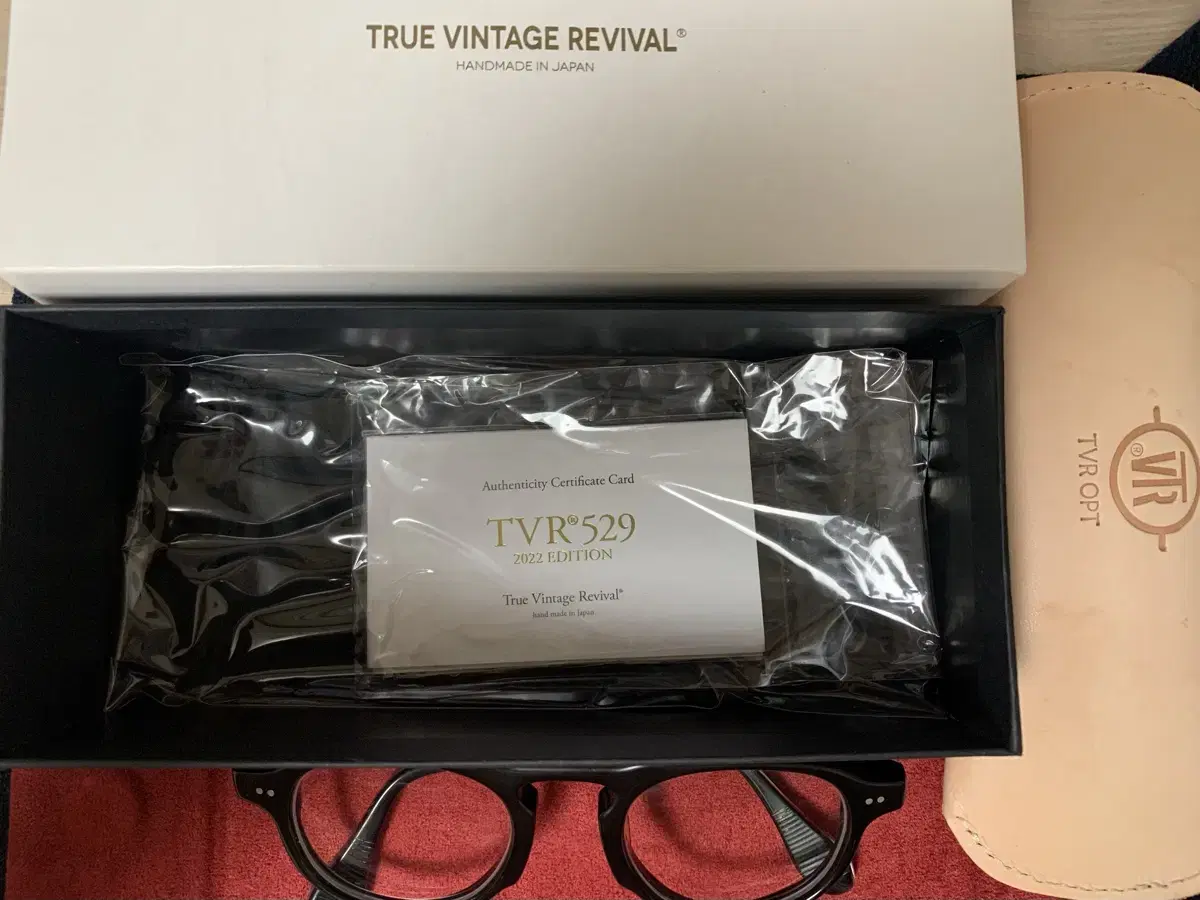 TRUE VINTAGE REVIVAL®
HANDMADE IN JAPAN
Authenticity Certificate Card
TVR®529
2022 EDITION
True Vintage Revival®
hand made in Japan
TVR®
TVR OPT